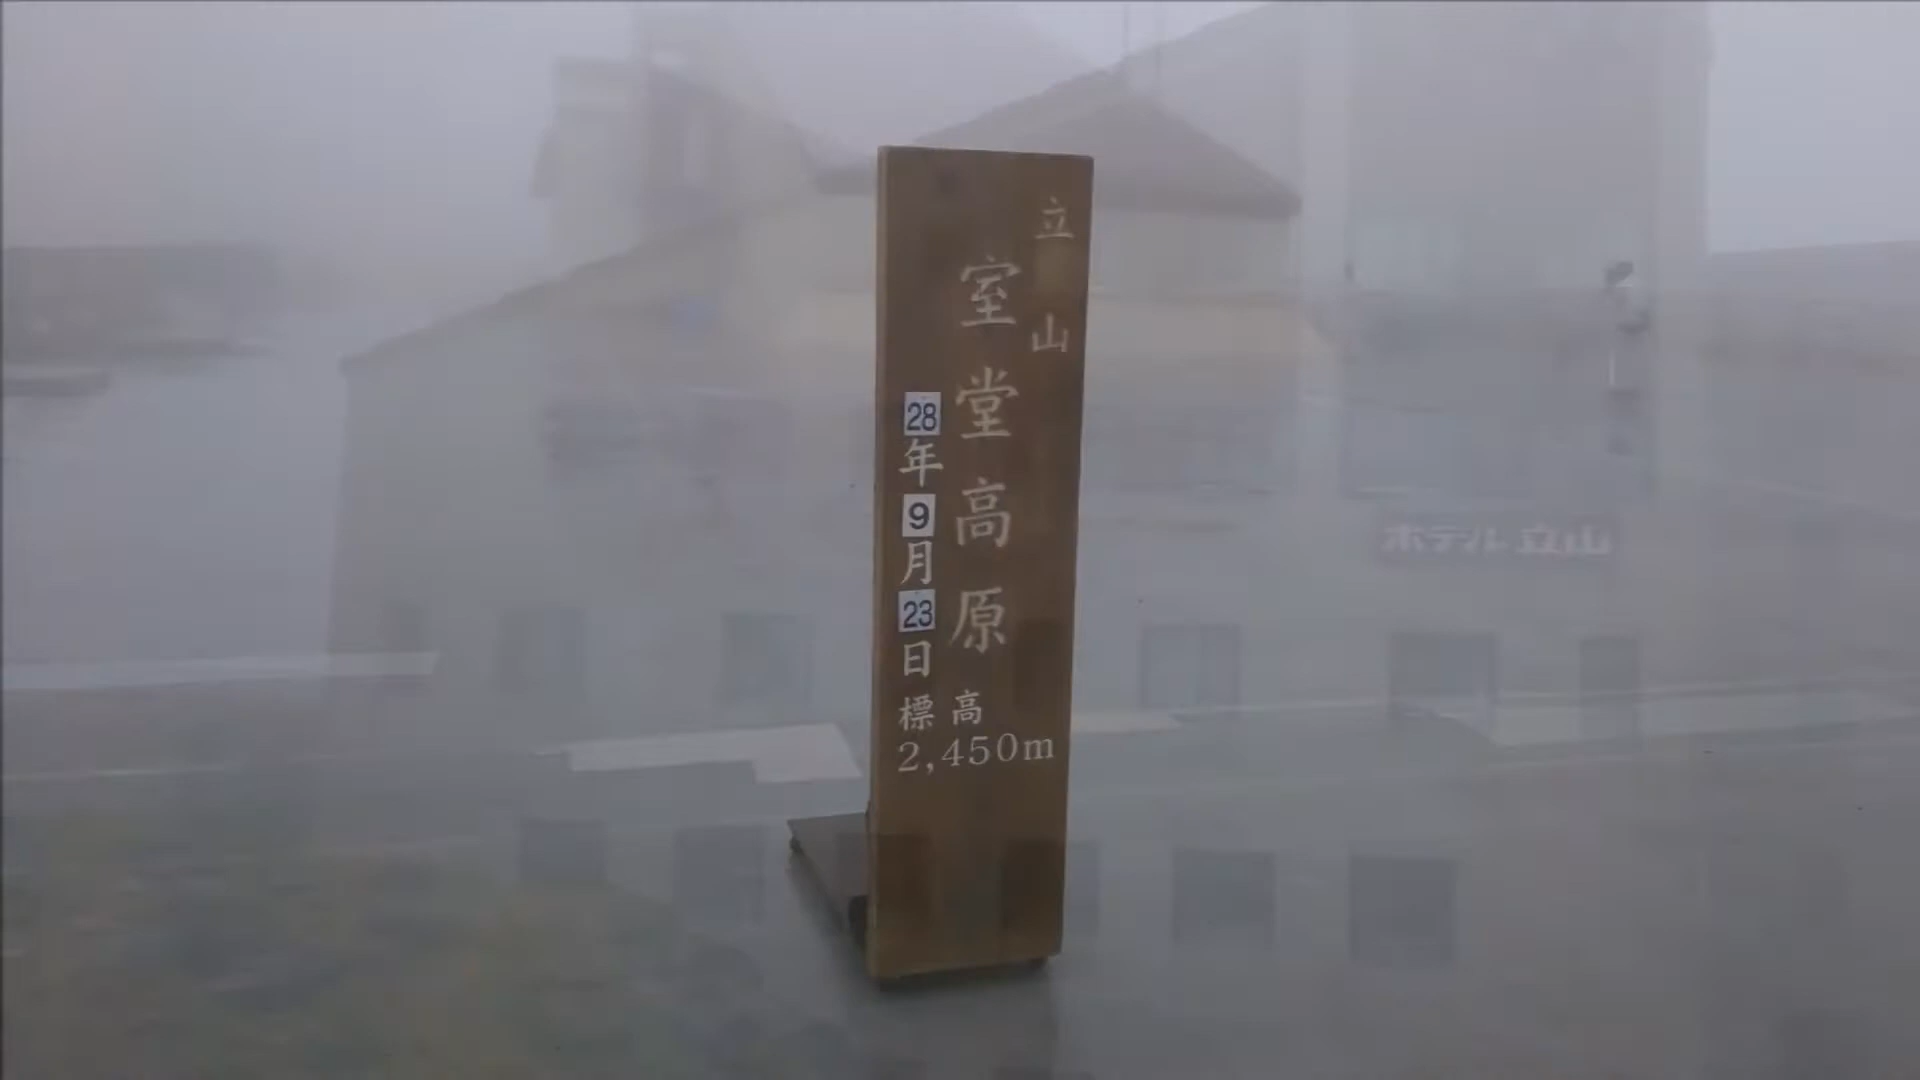 立山
室堂高原
28年9月23日
標高
2,450m
ホテル立山